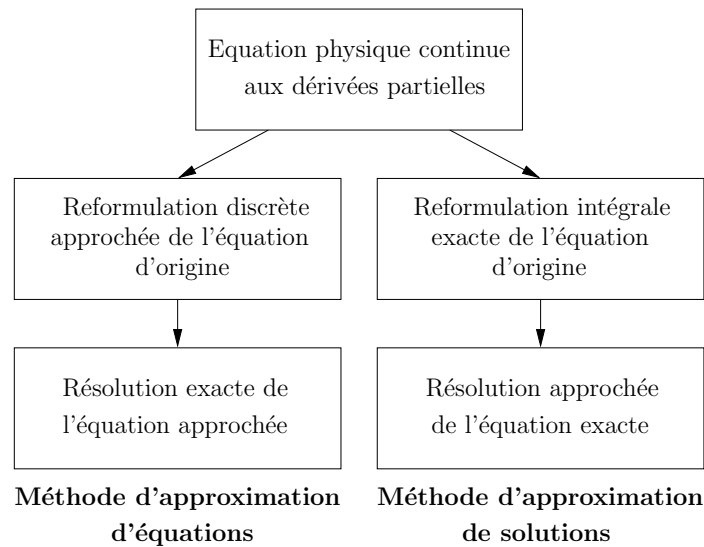 Equation physique continue
aux dérivées partielles
Reformulation discrète
approchée de l'équation
d'origine
Reformulation intégrale
exacte de l'équation
d'origine
Résolution exacte de
l'équation approchée
Résolution approchée
de l'équation exacte
Méthode d'approximation
d'équations
Méthode d'approximation
de solutions